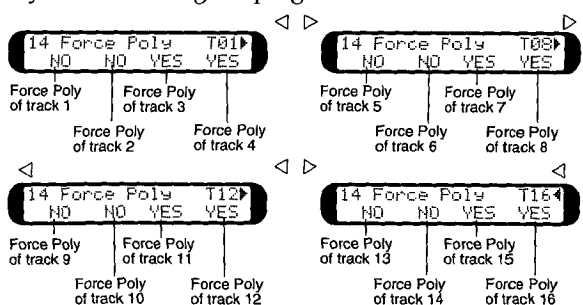 14 Force Poly T01
NO NO YES YES
Force Poly of track 1
Force Poly of track 2
Force Poly of track 3
Force Poly of track 4
14 Force Poly T08
NO NO YES YES
Force Poly of track 5
Force Poly of track 6
Force Poly of track 7
Force Poly of track 8
14 Force Poly T12
NO NO YES YES
Force Poly of track 9
Force Poly of track 10
Force Poly of track 11
Force Poly of track 12
14 Force Poly T16
NO NO YES YES
Force Poly of track 13
Force Poly of track 14
Force Poly of track 15
Force Poly of track 16